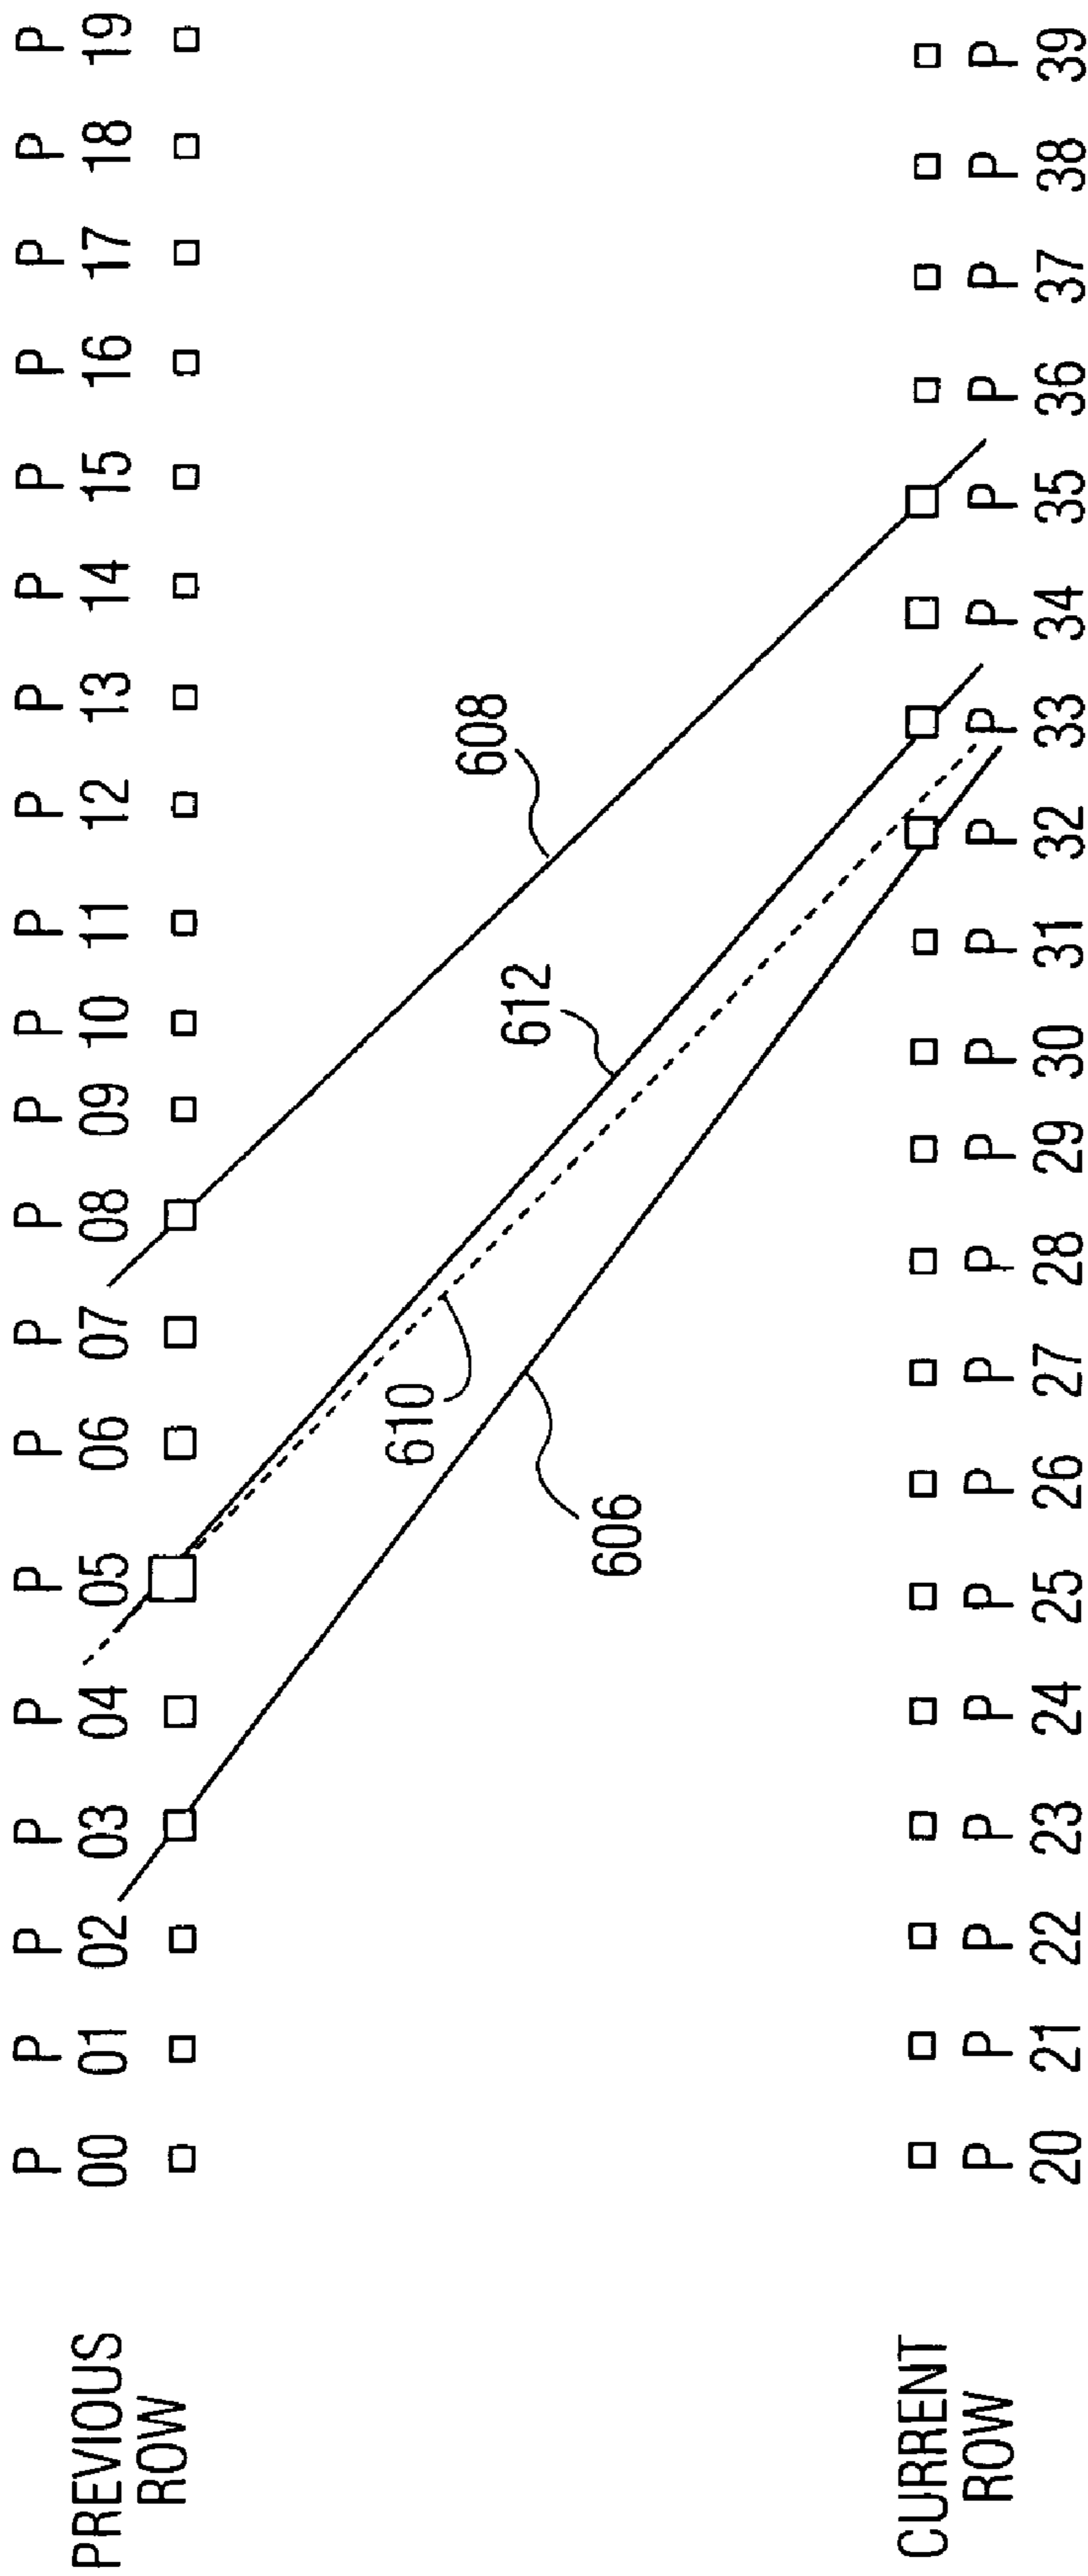 P P P P P P P P P P P P P P P P P P P P
00 01 02 03 04 05 06 07 08 09 10 11 12 13 14 15 16 17 18 19
PREVIOUS
ROW
608
612
610
606
CURRENT
ROW
P P P P P P P P P P P P P P P P P P P P
20 21 22 23 24 25 26 27 28 29 30 31 32 33 34 35 36 37 38 39